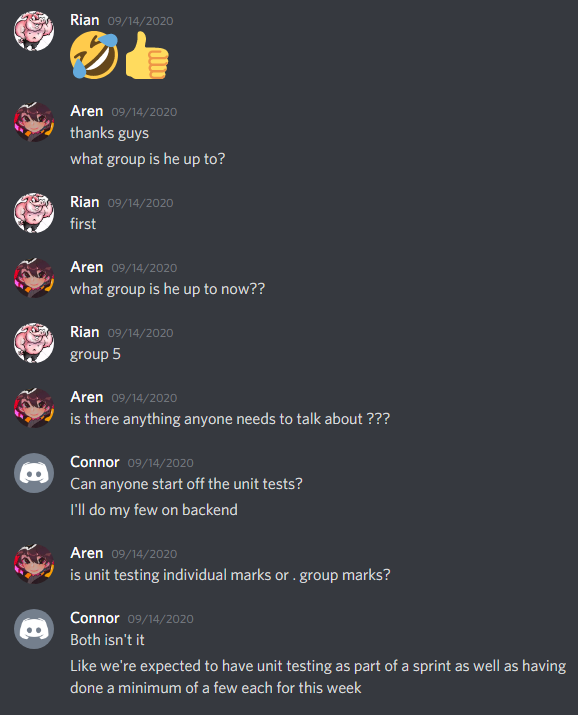 Rian 09/14/2020
🤣👍
Aren 09/14/2020
thanks guys
what group is he up to?
Rian 09/14/2020
first
Aren 09/14/2020
what group is he up to now??
Rian 09/14/2020
group 5
Aren 09/14/2020
is there anything anyone needs to talk about ???
Connor 09/14/2020
Can anyone start off the unit tests?
I'll do my few on backend
Aren 09/14/2020
is unit testing individual marks or . group marks?
Connor 09/14/2020
Both isn't it
Like we're expected to have unit testing as part of a sprint as well as having
done a minimum of a few each for this week